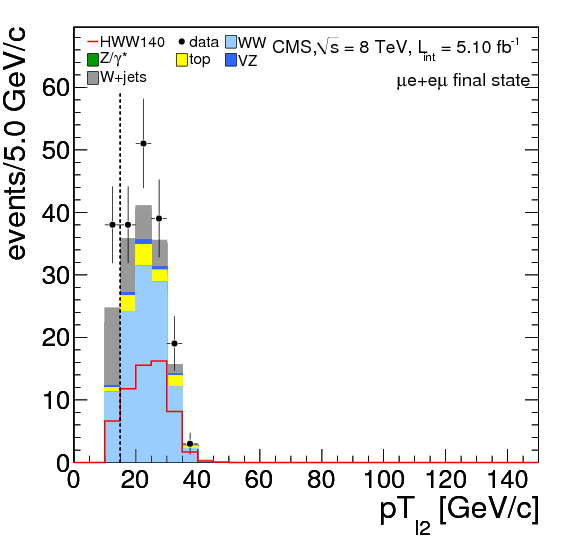 HWW140 data WW
Z/γ* top VZ
W+jets
CMS,√s = 8 TeV, L_int = 5.10 fb⁻¹
μe+eμ final state
events/5.0 GeV/c
60
50
40
30
20
10
0
0 20 40 60 80 100 120 140
pT_l2 [GeV/c]